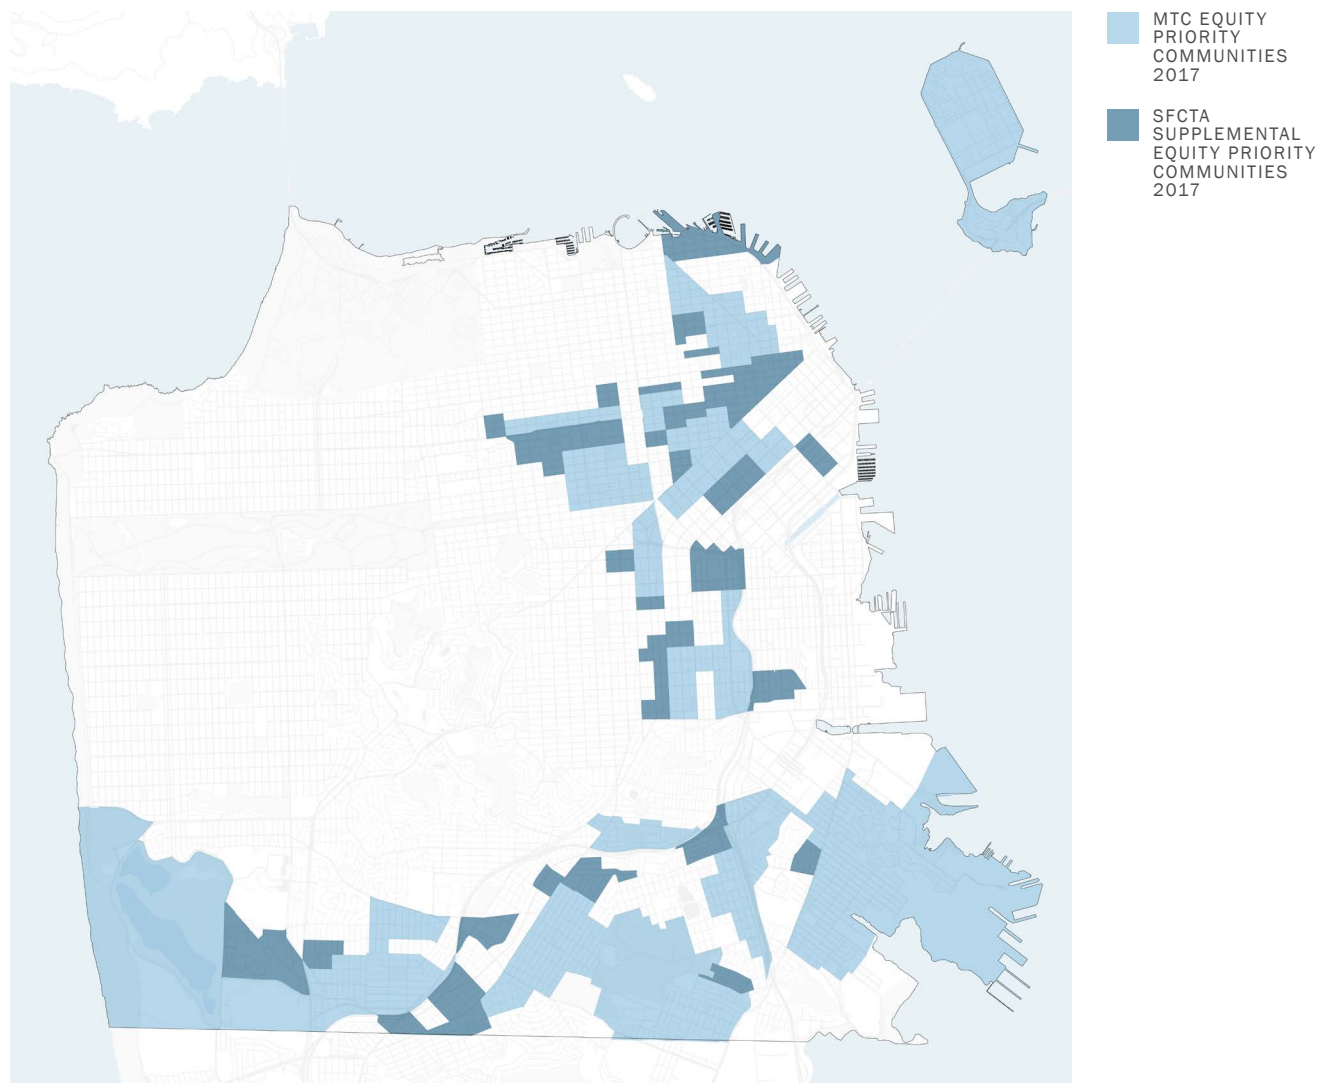 MTC EQUITY
PRIORITY
COMMUNITIES
2017
SFCTA
SUPPLEMENTAL
EQUITY PRIORITY
COMMUNITIES
2017